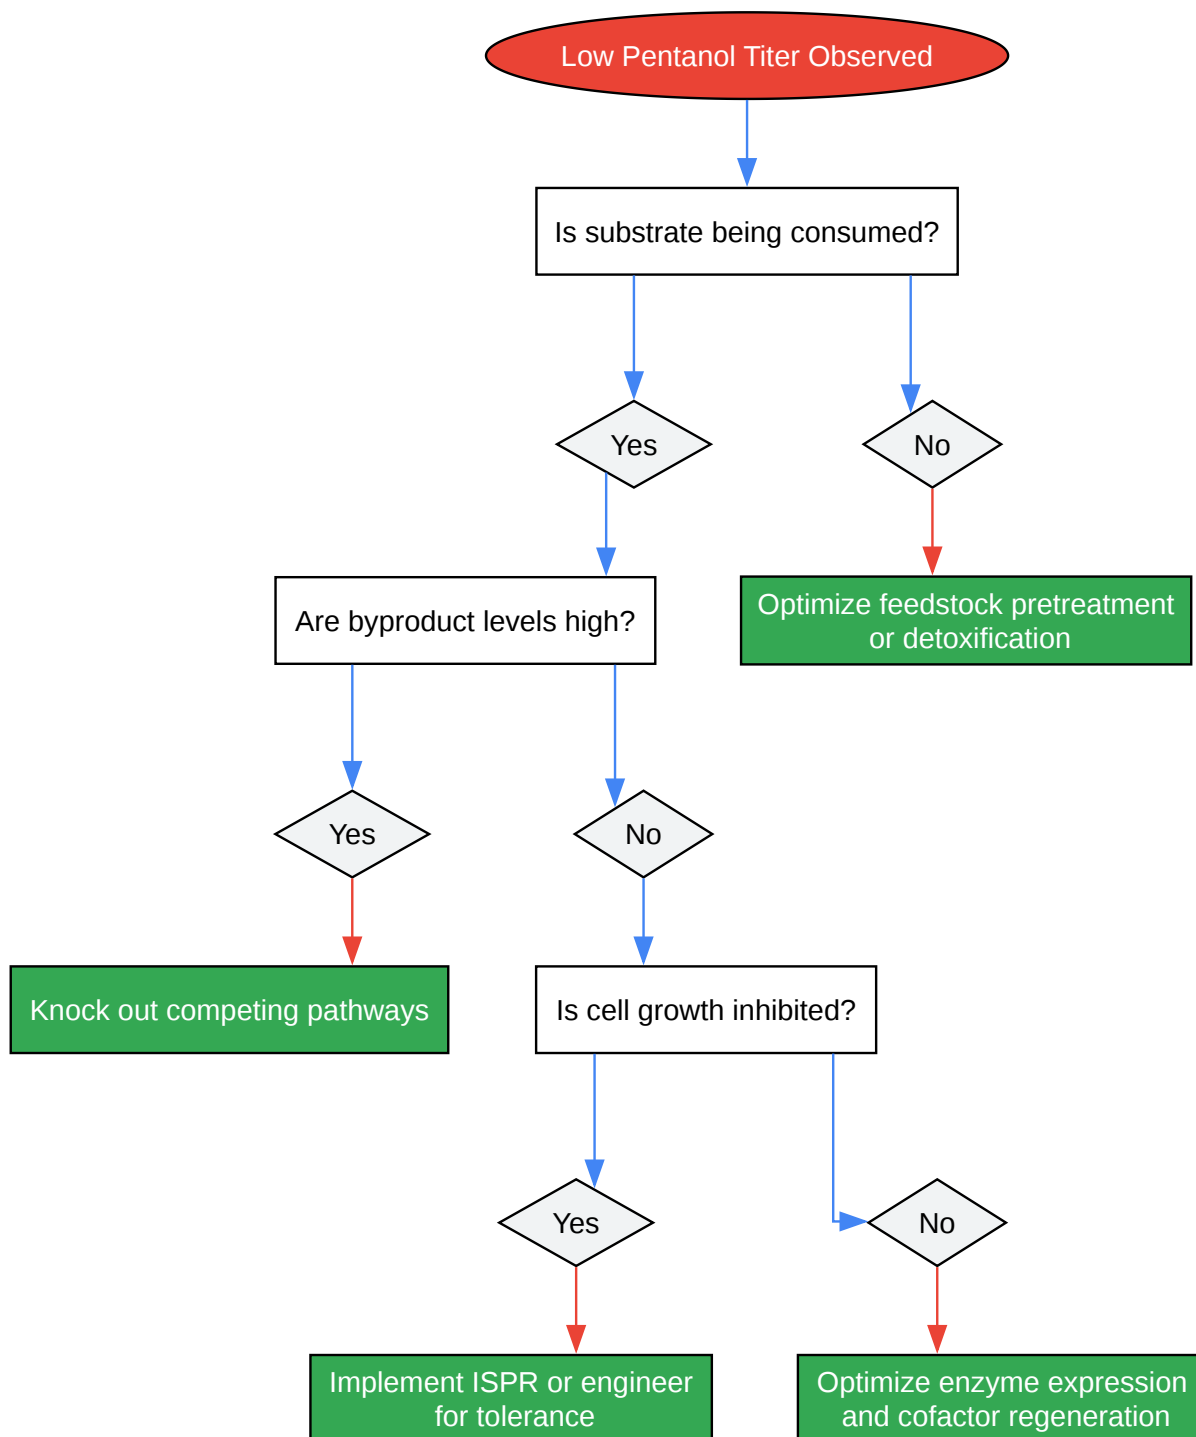 Low Pentanol Titer Observed
Is substrate being consumed?
Yes
No
Are byproduct levels high?
Optimize feedstock pretreatment
or detoxification
Yes
No
Knock out competing pathways
Is cell growth inhibited?
Yes
No
Implement ISPR or engineer
for tolerance
Optimize enzyme expression
and cofactor regeneration